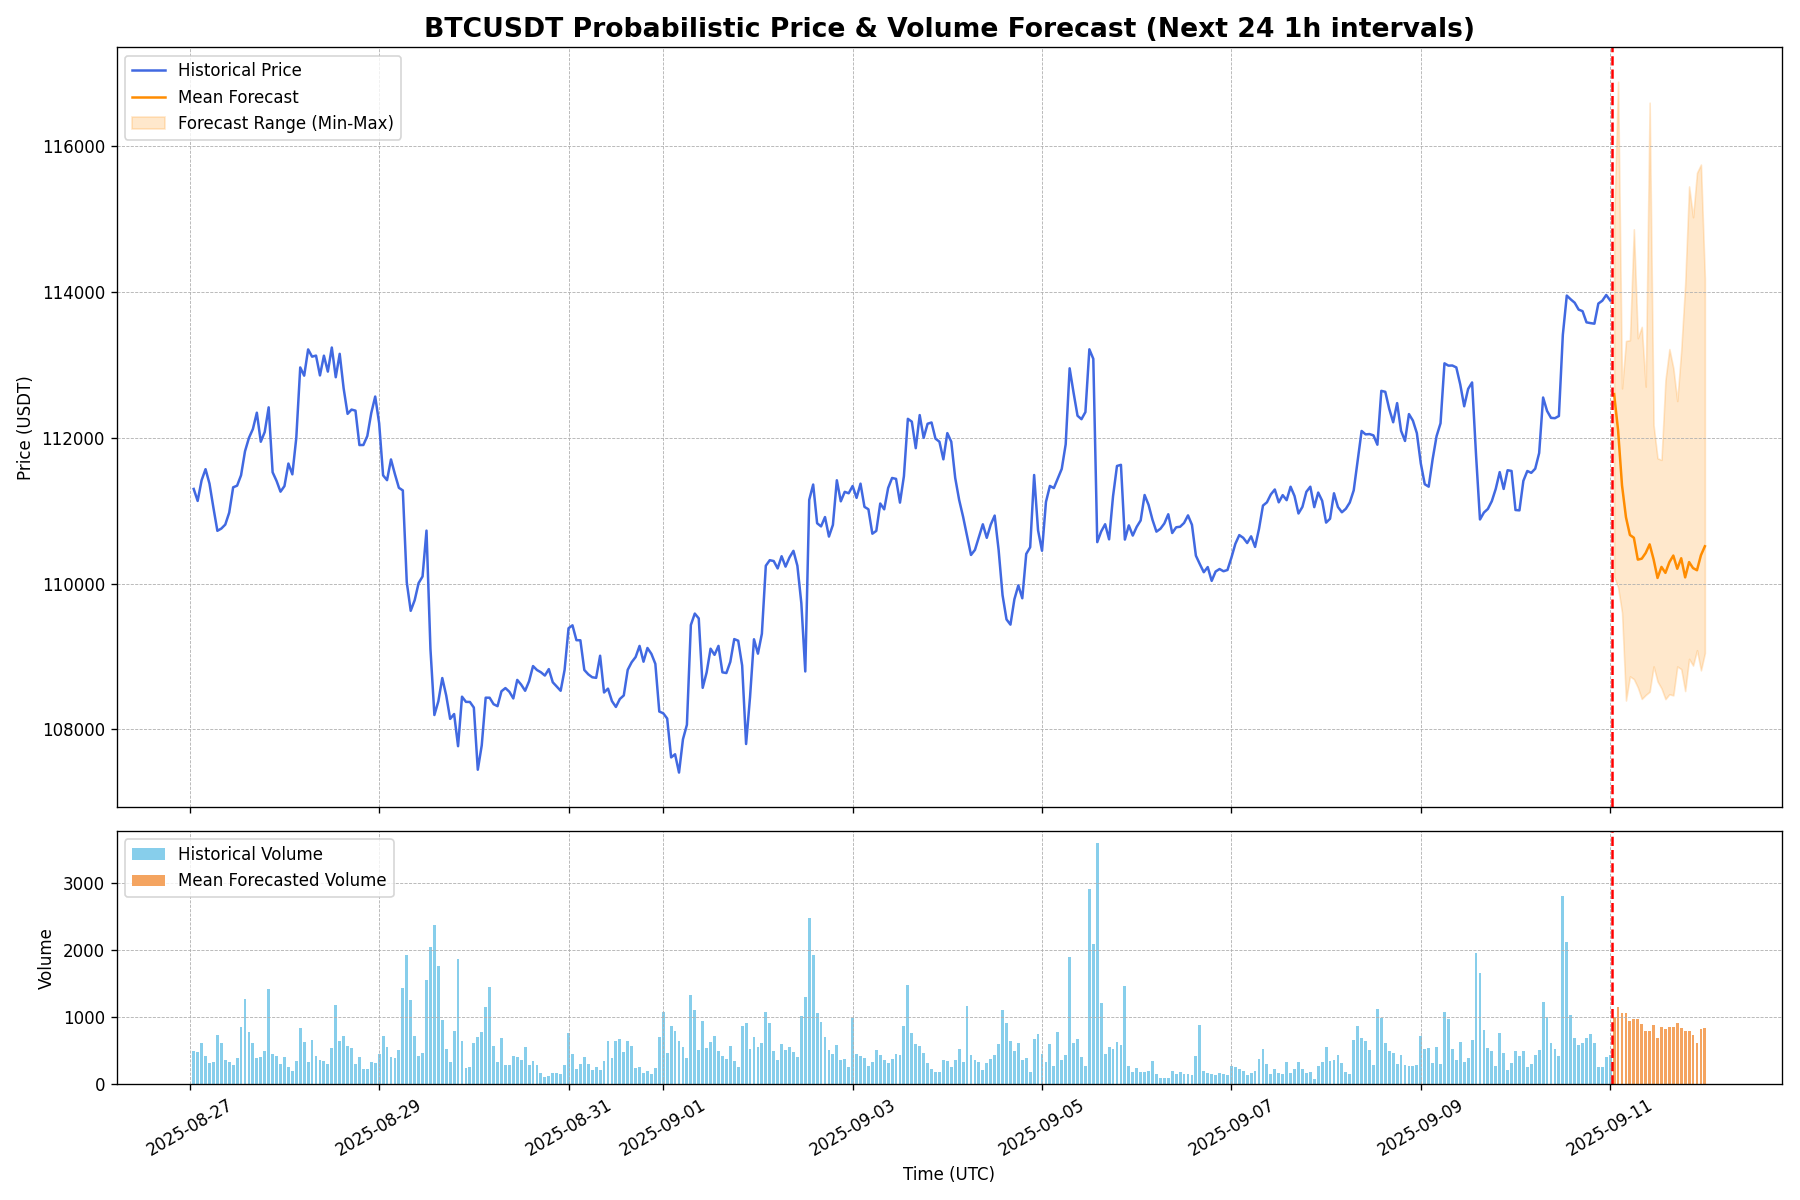 BTCUSDT Probabilistic Price & Volume Forecast (Next 24 1h intervals)
Historical Price
Mean Forecast
Forecast Range (Min-Max)
116000
114000
112000
110000
108000
Price (USDT)
Historical Volume
Mean Forecasted Volume
3000
2000
1000
0
Volume
2025-08-27
2025-08-29
2025-08-31
2025-09-01
2025-09-03
2025-09-05
2025-09-07
2025-09-09
2025-09-11
Time (UTC)